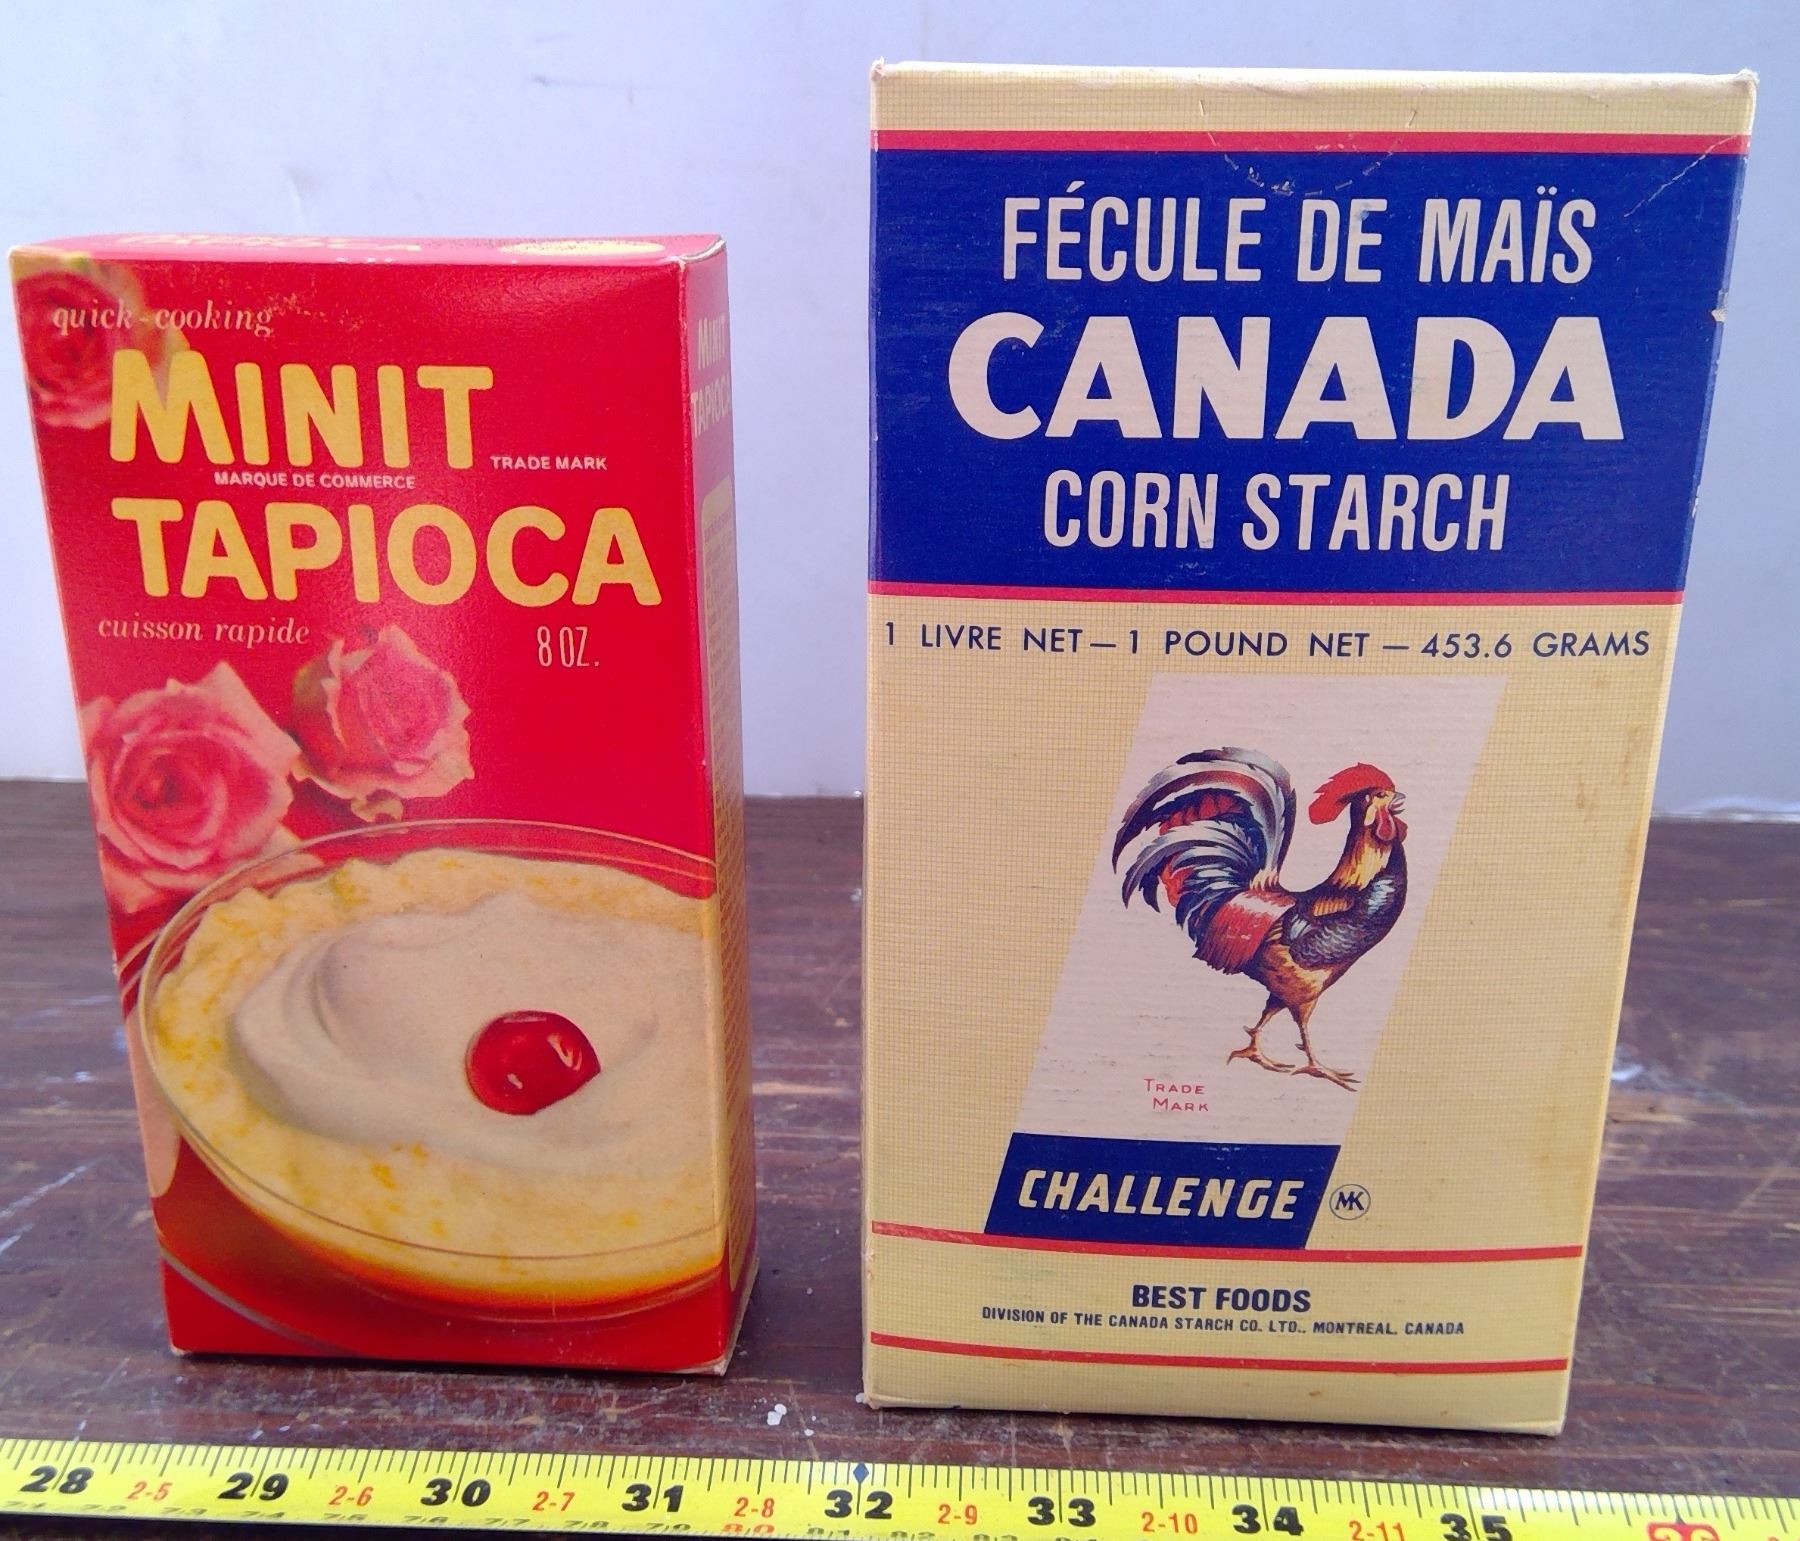 quick-cooking
MINIT
TRADE MARK
MARQUE DE COMMERCE
TAPIOCA
cuisson rapide
8 OZ.
MINIT
TAPIOCA
FÉCULE DE MAÏS
CANADA
CORN STARCH
1 LIVRE NET — 1 POUND NET — 453.6 GRAMS
TRADE
MARK
CHALLENGE MK
BEST FOODS
DIVISION OF THE CANADA STARCH CO. LTD., MONTREAL, CANADA
28 2-5 29 2-6 30 2-7 31 2-8 32 2-9 33 2-10 34 2-11 35 36